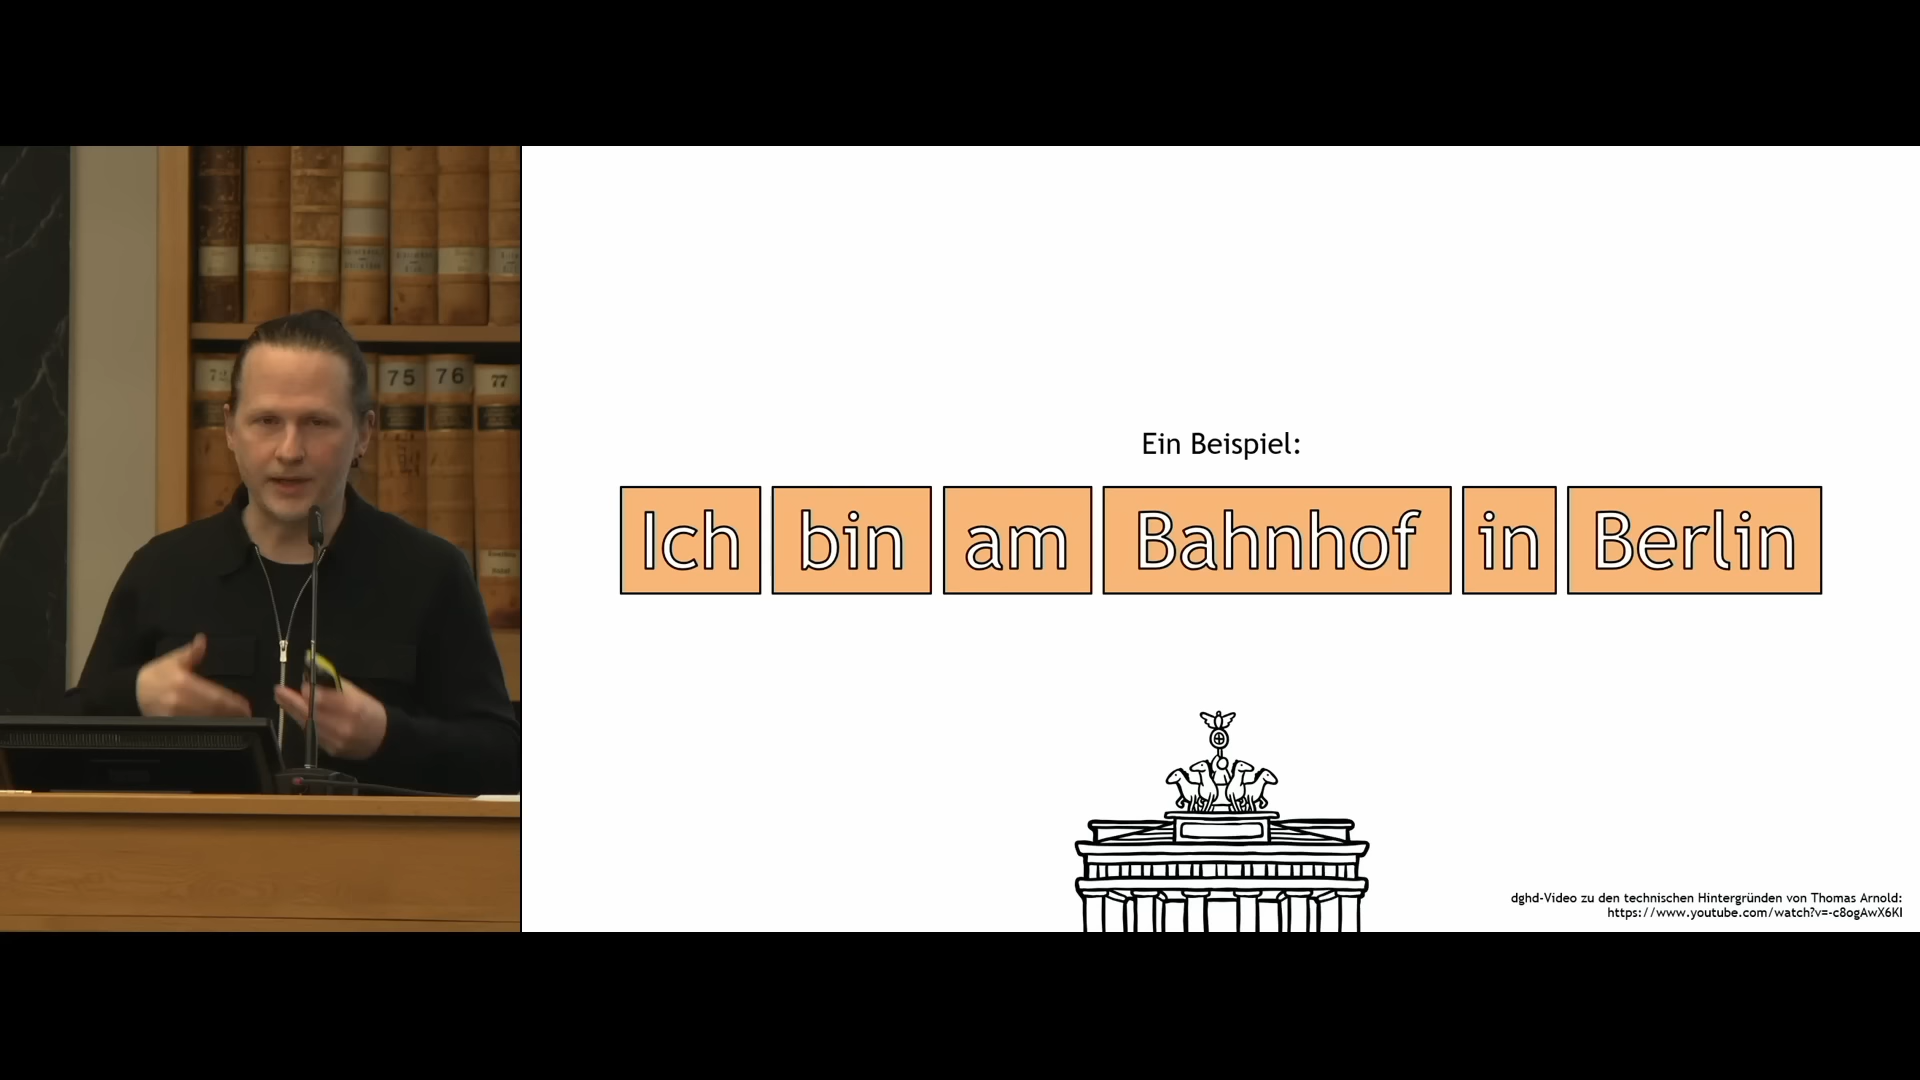 75 76 77
Ein Beispiel:
Ich bin am Bahnhof in Berlin
dghd-Video zu den technischen Hintergründen von Thomas Arnold:
https://www.youtube.com/watch?v=-c8ogAwX6KI